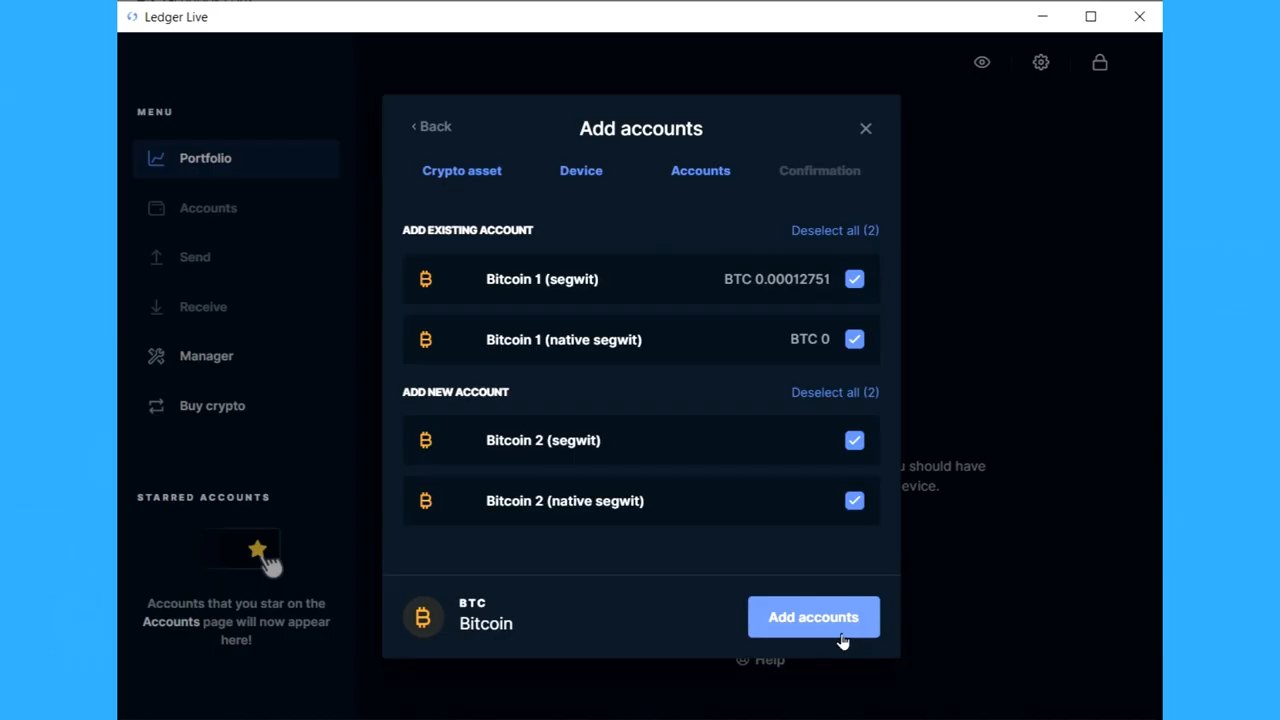 Ledger Live
MENU
Portfolio
Accounts
Send
Receive
Manager
Buy crypto
STARRED ACCOUNTS
Accounts that you star on the
Accounts page will now appear
here!
‹ Back
Add accounts
Crypto asset
Device
Accounts
Confirmation
ADD EXISTING ACCOUNT
Deselect all (2)
Bitcoin 1 (segwit)
BTC 0.00012751
Bitcoin 1 (native segwit)
BTC 0
ADD NEW ACCOUNT
Deselect all (2)
Bitcoin 2 (segwit)
Bitcoin 2 (native segwit)
BTC
Bitcoin
Add accounts
should have
Help